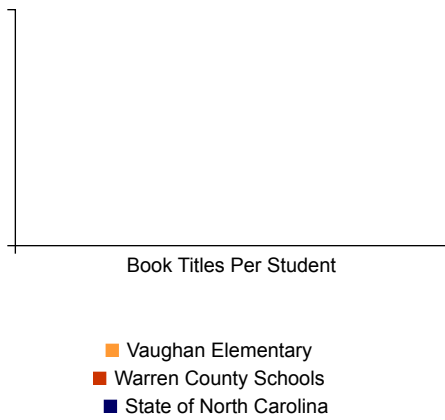 Book Titles Per Student
Vaughan Elementary
Warren County Schools
State of North Carolina